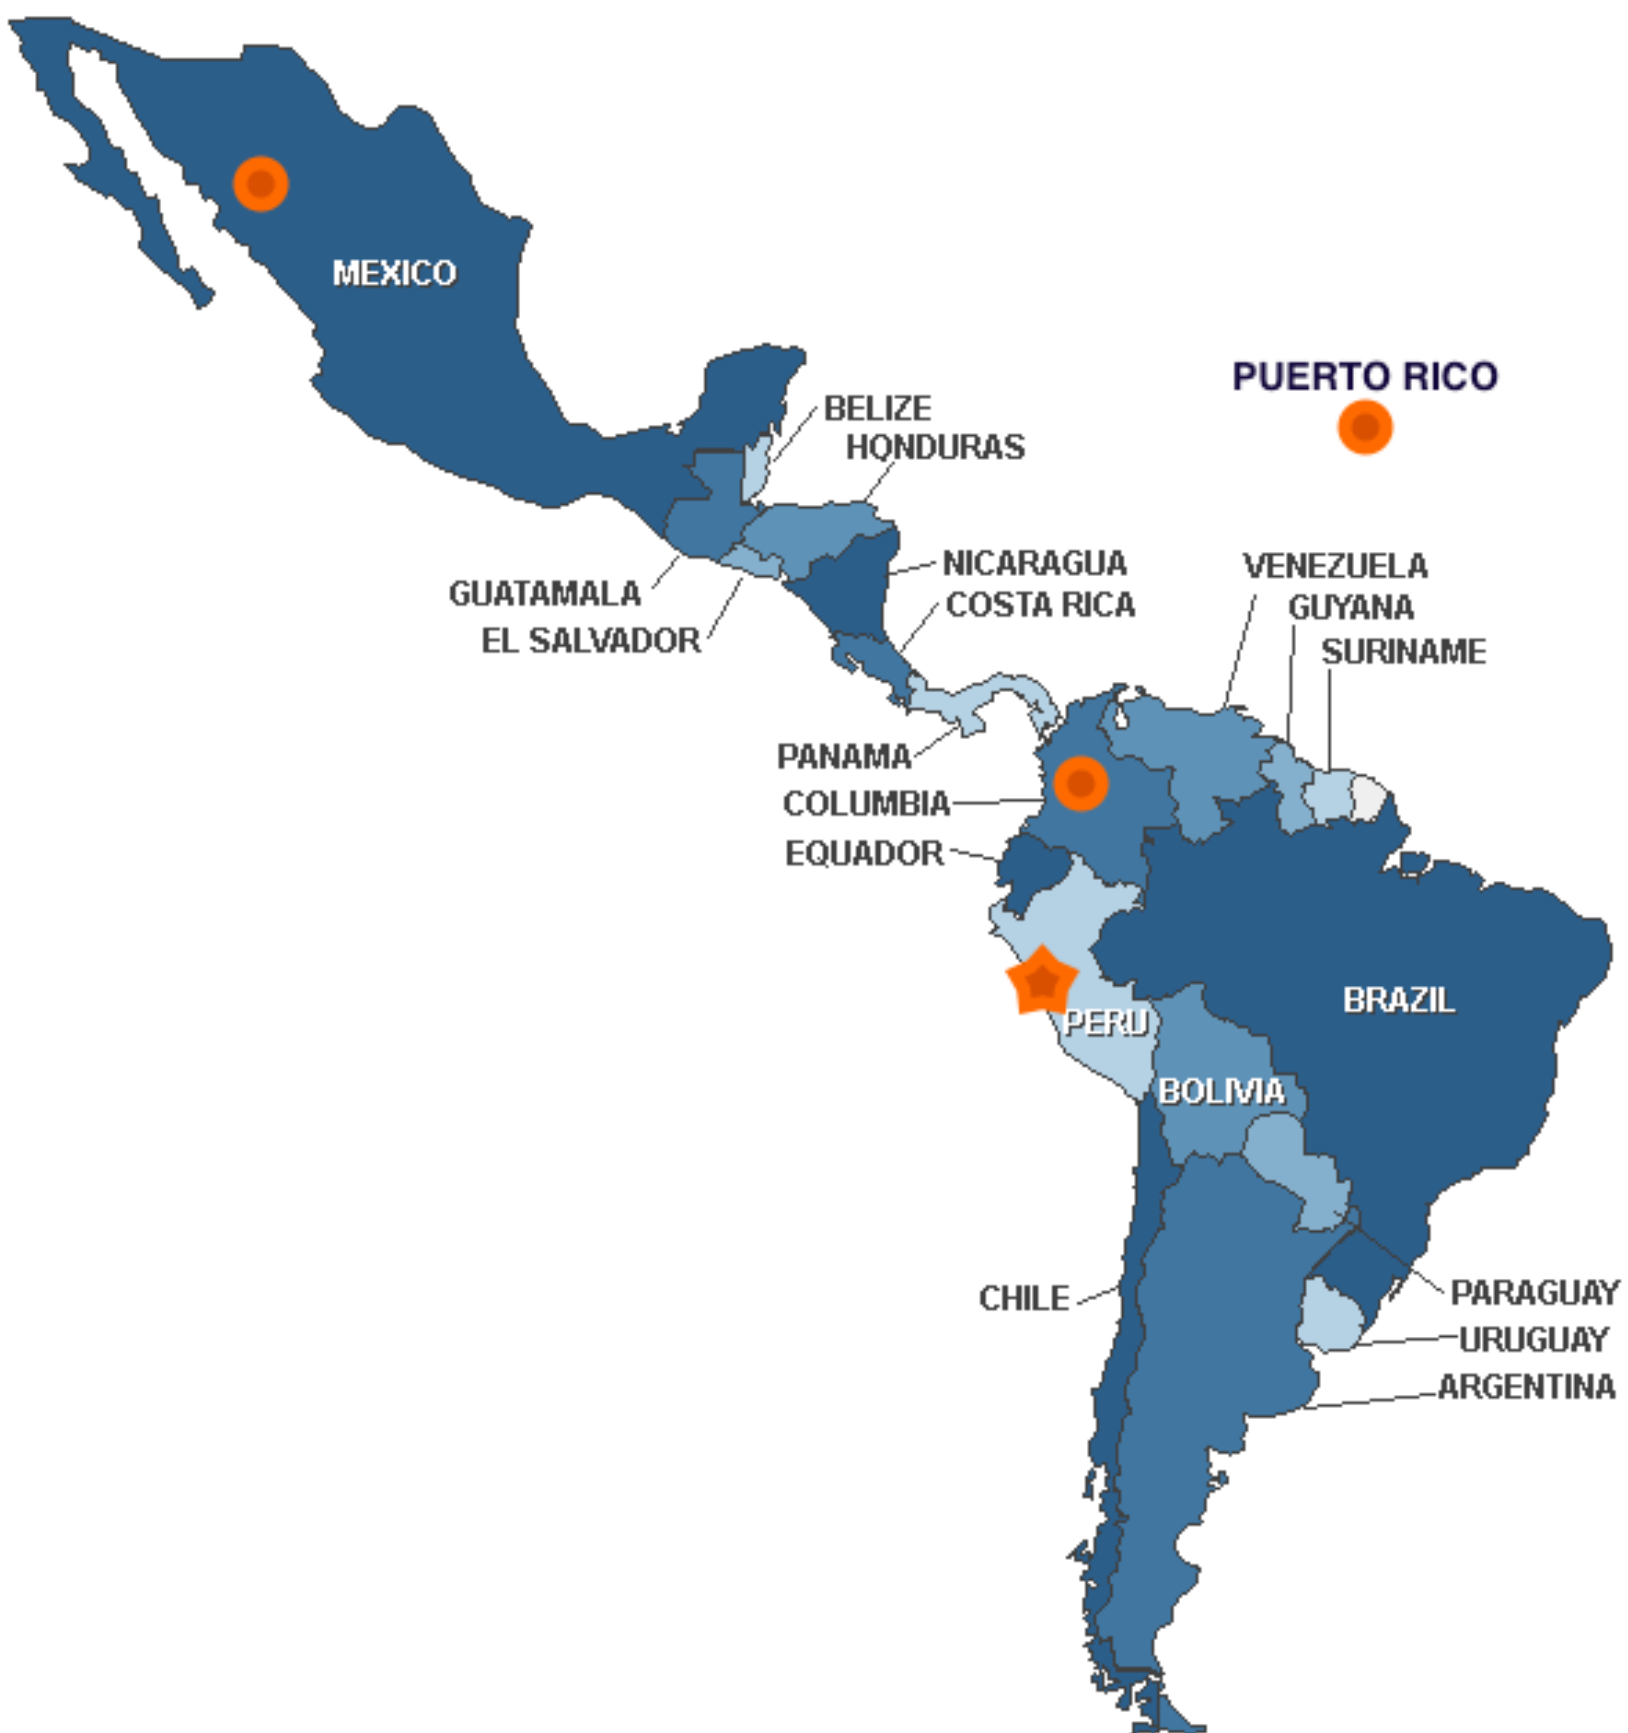 MEXICO
PUERTO RICO
BELIZE
HONDURAS
NICARAGUA
VENEZUELA
GUATAMALA
COSTA RICA
GUYANA
EL SALVADOR
SURINAME
PANAMA
COLUMBIA
EQUADOR
BRAZIL
PERU
BOLIVIA
CHILE
PARAGUAY
URUGUAY
ARGENTINA